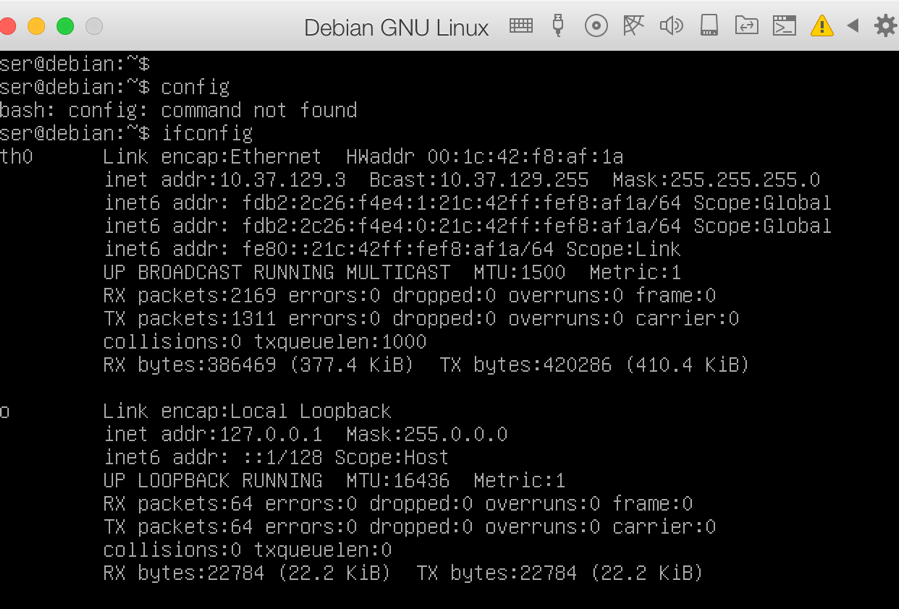 Debian GNU Linux
ser@debian:~$
ser@debian:~$ config
bash: config: command not found
ser@debian:~$ ifconfig
th0 Link encap:Ethernet HWaddr 00:1c:42:f8:af:1a
inet addr:10.37.129.3 Bcast:10.37.129.255 Mask:255.255.255.0
inet6 addr: fdb2:2c26:f4e4:1:21c:42ff:fef8:af1a/64 Scope:Global
inet6 addr: fdb2:2c26:f4e4:0:21c:42ff:fef8:af1a/64 Scope:Global
inet6 addr: fe80::21c:42ff:fef8:af1a/64 Scope:Link
UP BROADCAST RUNNING MULTICAST MTU:1500 Metric:1
RX packets:2169 errors:0 dropped:0 overruns:0 frame:0
TX packets:1311 errors:0 dropped:0 overruns:0 carrier:0
collisions:0 txqueuelen:1000
RX bytes:386469 (377.4 KiB) TX bytes:420286 (410.4 KiB)
o Link encap:Local Loopback
inet addr:127.0.0.1 Mask:255.0.0.0
inet6 addr: ::1/128 Scope:Host
UP LOOPBACK RUNNING MTU:16436 Metric:1
RX packets:64 errors:0 dropped:0 overruns:0 frame:0
TX packets:64 errors:0 dropped:0 overruns:0 carrier:0
collisions:0 txqueuelen:0
RX bytes:22784 (22.2 KiB) TX bytes:22784 (22.2 KiB)